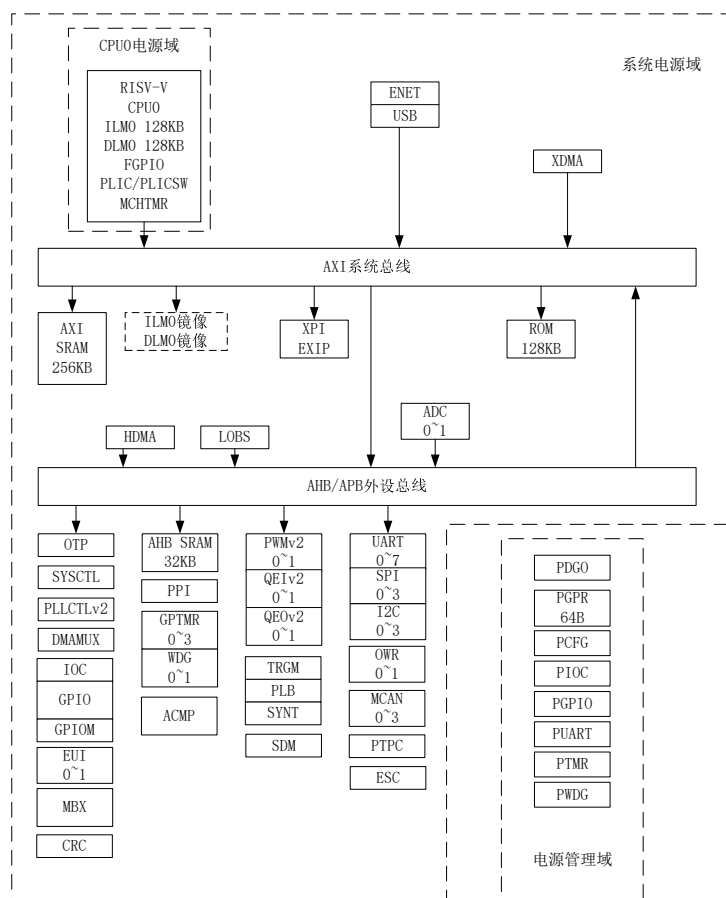 CPU0电源域
系统电源域
RISV-V
CPU0
ILM0 128KB
DLM0 128KB
FGPIO
PLIC/PLICSW
MCHTMR
ENET
USB
XDMA
AXI系统总线
AXI
SRAM
256KB
ILM0镜像
DLM0镜像
XPI
EXIP
ROM
128KB
HDMA
LOBS
ADC
0~1
AHB/APB外设总线
OTP
SYSCTL
PLLCTLv2
DMAMUX
IOC
GPIO
GPIOM
EUI
0~1
MBX
CRC
AHB SRAM
32KB
PPI
GPTMR
0~3
WDG
0~1
ACMP
PWMv2
0~1
QEIv2
0~1
QEOv2
0~1
TRGM
PLB
SYNT
SDM
UART
0~7
SPI
0~3
I2C
0~3
OWR
0~1
MCAN
0~3
PTPC
ESC
PDGO
PGPR
64B
PCFG
PIOC
PGPIO
PUART
PTMR
PWDG
电源管理域